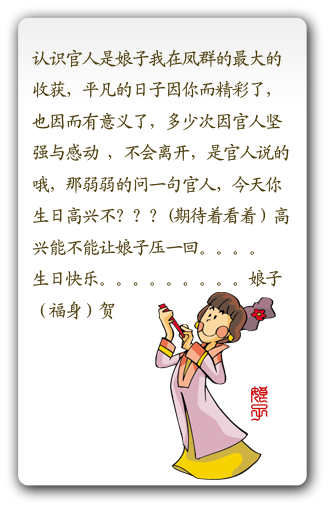 认识官人是娘子我在凤群的最大的
收获，平凡的日子因你而精彩了，
也因而有意义了，多少次因官人坚
强与感动 ，不会离开，是官人说的
哦，那弱弱的问一句官人，今天你
生日高兴不？？？(期待着看着）高
兴能不能让娘子压一回。。。。
生日快乐。。。。。。。。。娘子
（福身）贺
娘子